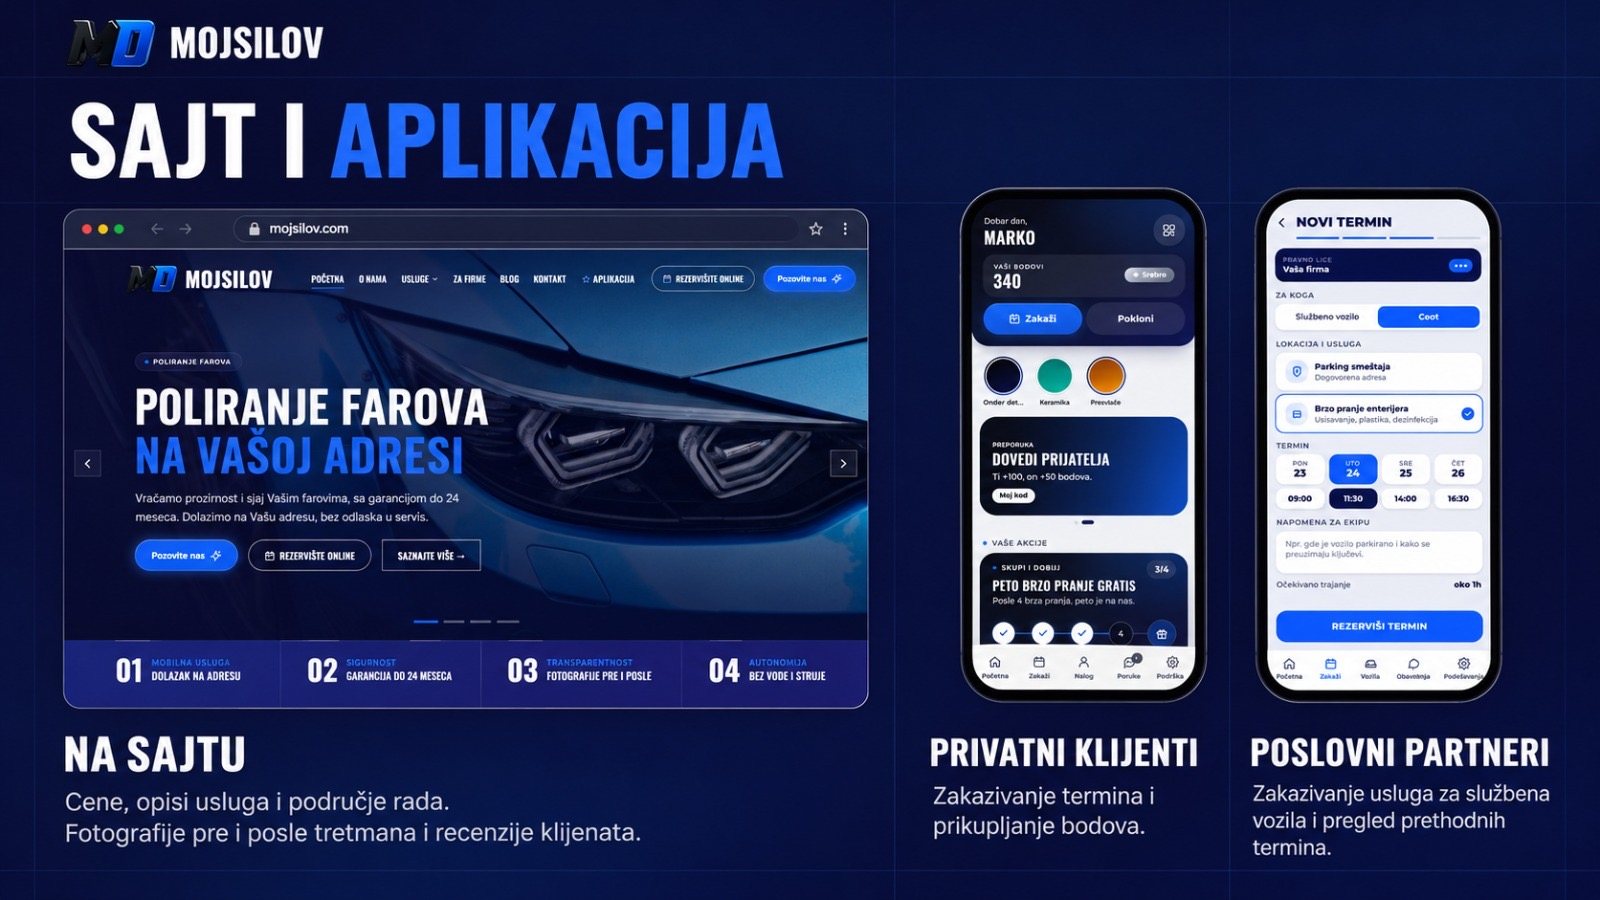 MD MOJSILOV
SAJT I APLIKACIJA
mojsilov.com
MD MOJSILOV
POČETNA O NAMA USLUGE ZA FIRME BLOG KONTAKT APLIKACIJA REZERVIŠITE ONLINE Pozovite nas
POLIRANJE FAROVA
POLIRANJE FAROVA
NA VAŠOJ ADRESI
Vraćamo prozirnost i sjaj Vašim farovima, sa garancijom do 24
meseca. Dolazimo na Vašu adresu, bez odlaska u servis.
Pozovite nas REZERVIŠTE ONLINE SAZNAJTE VIŠE →
01 MOBILNA USLUGA
DOLAZAK NA ADRESU
02 SIGURNOST
GARANCIJA DO 24 MESECA
03 TRANSPARENTNOST
FOTOGRAFIJE PRE I POSLE
04 AUTONOMIJA
BEZ VODE I STRUJE
NA SAJTU
Cene, opisi usluga i područje rada.
Fotografije pre i posle tretmana i recenzije klijenata.
Dobar dan,
MARKO
VAŠI BODOVI
340
Srebro
Zakaži Pokloni
Onder det... Keramika Presvlače
PREPORUKA
DOVEDI PRIJATELJA
Ti +100, on +50 bodova.
Moj kod
VAŠE AKCIJE
SKUPI I DOBIJ 3/4
PETO BRZO PRANJE GRATIS
Posle 4 brza pranja, peto je na nas.
4
Početna Zakaži Nalog Poruke Podrška
PRIVATNI KLIJENTI
Zakazivanje termina i
prikupljanje bodova.
NOVI TERMIN
PRAVNO LICE
Vaša firma
ZA KOGA
Službeno vozilo Ceot
LOKACIJA I USLUGA
Parking smeštaja
Dogovorena adresa
Brzo pranje enterijera
Usisavanje, plastika, dezinfekcija
TERMIN
PON UTO SRE ČET
23 24 25 26
09:00 11:30 14:00 16:30
NAPOMENA ZA EKIPU
Npr. gde je vozilo parkirano i kako se
preuzimaju ključevi.
Očekivano trajanje oko 1h
REZERVIŠI TERMIN
Početna Zakaži Vozila
POSLOVNI PARTNERI
Zakazivanje usluga za službena
vozila i pregled prethodnih
termina.